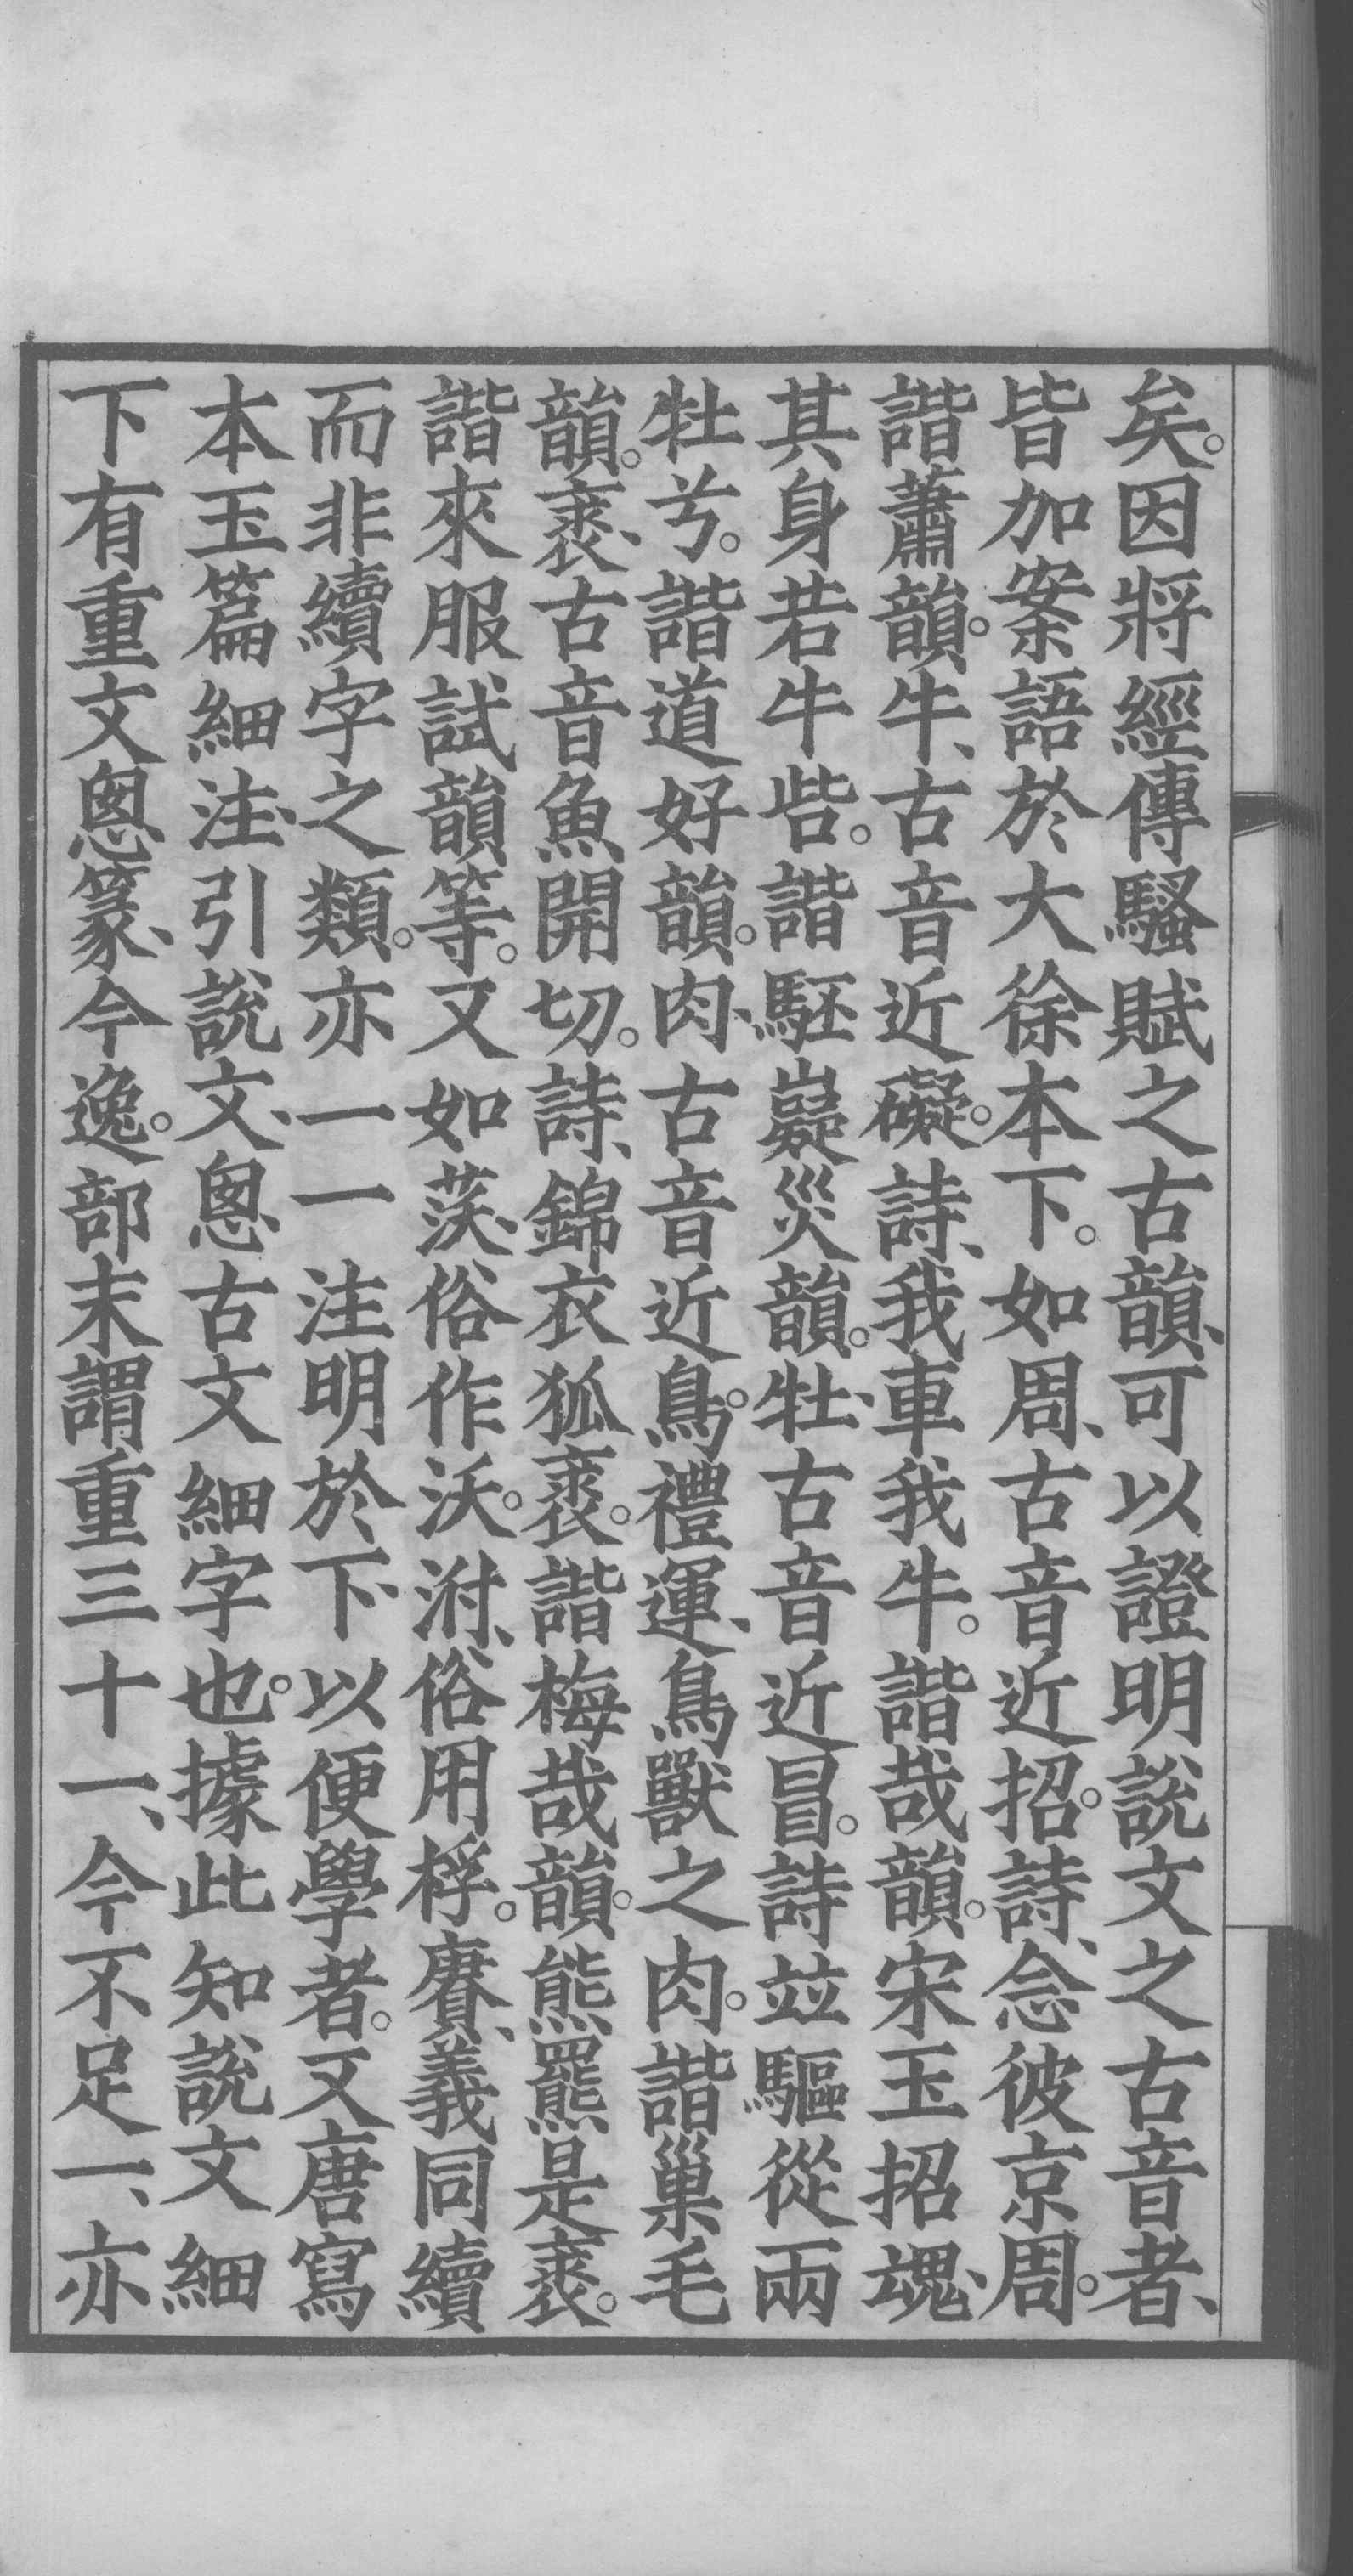 矣。因將經傳騷賦之古韻、可以證明說文之古音者、
皆加案語於大徐本下。如周、古音近招。詩、念彼京周。
諧蕭韻。牛、古音近礙。詩、我車我牛。諧哉韻。宋玉招魂、
其身若牛些。諧駓嶷災韻。牡、古音近冒。詩並驅從兩
牡兮。諧道好韻。肉、古音近鳥。禮運、鳥獸之肉。諧巢毛
韻。裘、古音魚開切。詩、錦衣狐裘。諧梅哉韻。熊羆是裘。
諧來服試韻等。又如䒬、俗作沃。泭、俗用桴。賡、義同續
而非續字之類。亦一一注明於下、以便學者。又唐寫
本玉篇細注、引說文、恖、古文細字也。據此知說文細
下有重文恖篆、今逸。部末謂重三十一、今不足一、亦